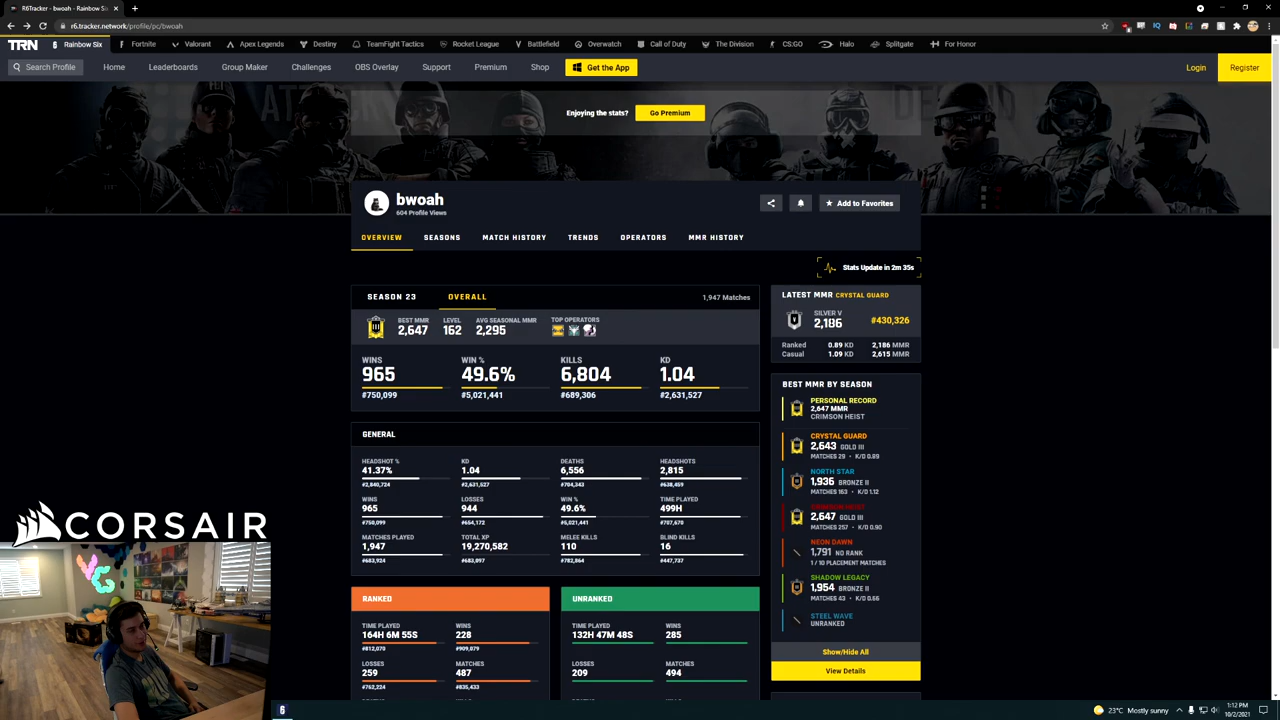 R6Tracker - bwoah - Rainbow Six
r6.tracker.network/profile/pc/bwoah
TRN Rainbow Six Fortnite Valorant Apex Legends Destiny TeamFight Tactics Rocket League Battlefield Overwatch Call of Duty The Division CS:GO Halo Splitgate For Honor
Search Profile Home Leaderboards Group Maker Challenges OBS Overlay Support Premium Shop Get the App Login Register
Enjoying the stats? Go Premium
bwoah
604 Profile Views
Add to Favorites
OVERVIEW SEASONS MATCH HISTORY TRENDS OPERATORS MMR HISTORY
Stats Update in 2m 35s
SEASON 23 OVERALL 1,947 Matches
BEST MMR LEVEL AVG SEASONAL MMR TOP OPERATORS
2,647 162 2,295
WINS WIN % KILLS KD
965 49.6% 6,804 1.04
#750,099 #5,021,441 #689,306 #2,631,527
GENERAL
HEADSHOT % KD DEATHS HEADSHOTS
41.37% 1.04 6,556 2,815
#2,840,724 #2,631,527 #704,343 #638,459
WINS LOSSES WIN % TIME PLAYED
965 944 49.6% 499H
#750,099 #654,172 #5,021,441 #707,670
MATCHES PLAYED TOTAL XP MELEE KILLS BLIND KILLS
1,947 19,270,582 110 16
#683,924 #683,097 #782,864 #447,737
RANKED
TIME PLAYED WINS
164H 6M 55S 228
#812,070 #909,079
LOSSES MATCHES
259 487
#762,224 #835,433
UNRANKED
TIME PLAYED WINS
132H 47M 48S 285
LOSSES MATCHES
209 494
LATEST MMR CRYSTAL GUARD
SILVER V
2,186 #430,326
Ranked 0.89 KD 2,186 MMR
Casual 1.09 KD 2,615 MMR
BEST MMR BY SEASON
PERSONAL RECORD
2,647 MMR
CRIMSON HEIST
CRYSTAL GUARD
2,643 GOLD III
MATCHES 29 • K/D 0.89
NORTH STAR
1,936 BRONZE II
MATCHES 163 • K/D 1.12
CRIMSON HEIST
2,647 GOLD III
MATCHES 257 • K/D 0.90
NEON DAWN
1,791 NO RANK
1 / 10 PLACEMENT MATCHES
SHADOW LEGACY
1,954 BRONZE II
MATCHES 43 • K/D 0.66
STEEL WAVE
UNRANKED
Show/Hide All
View Details
CORSAIR
VG
23°C Mostly sunny
1:12 PM
10/2/2021